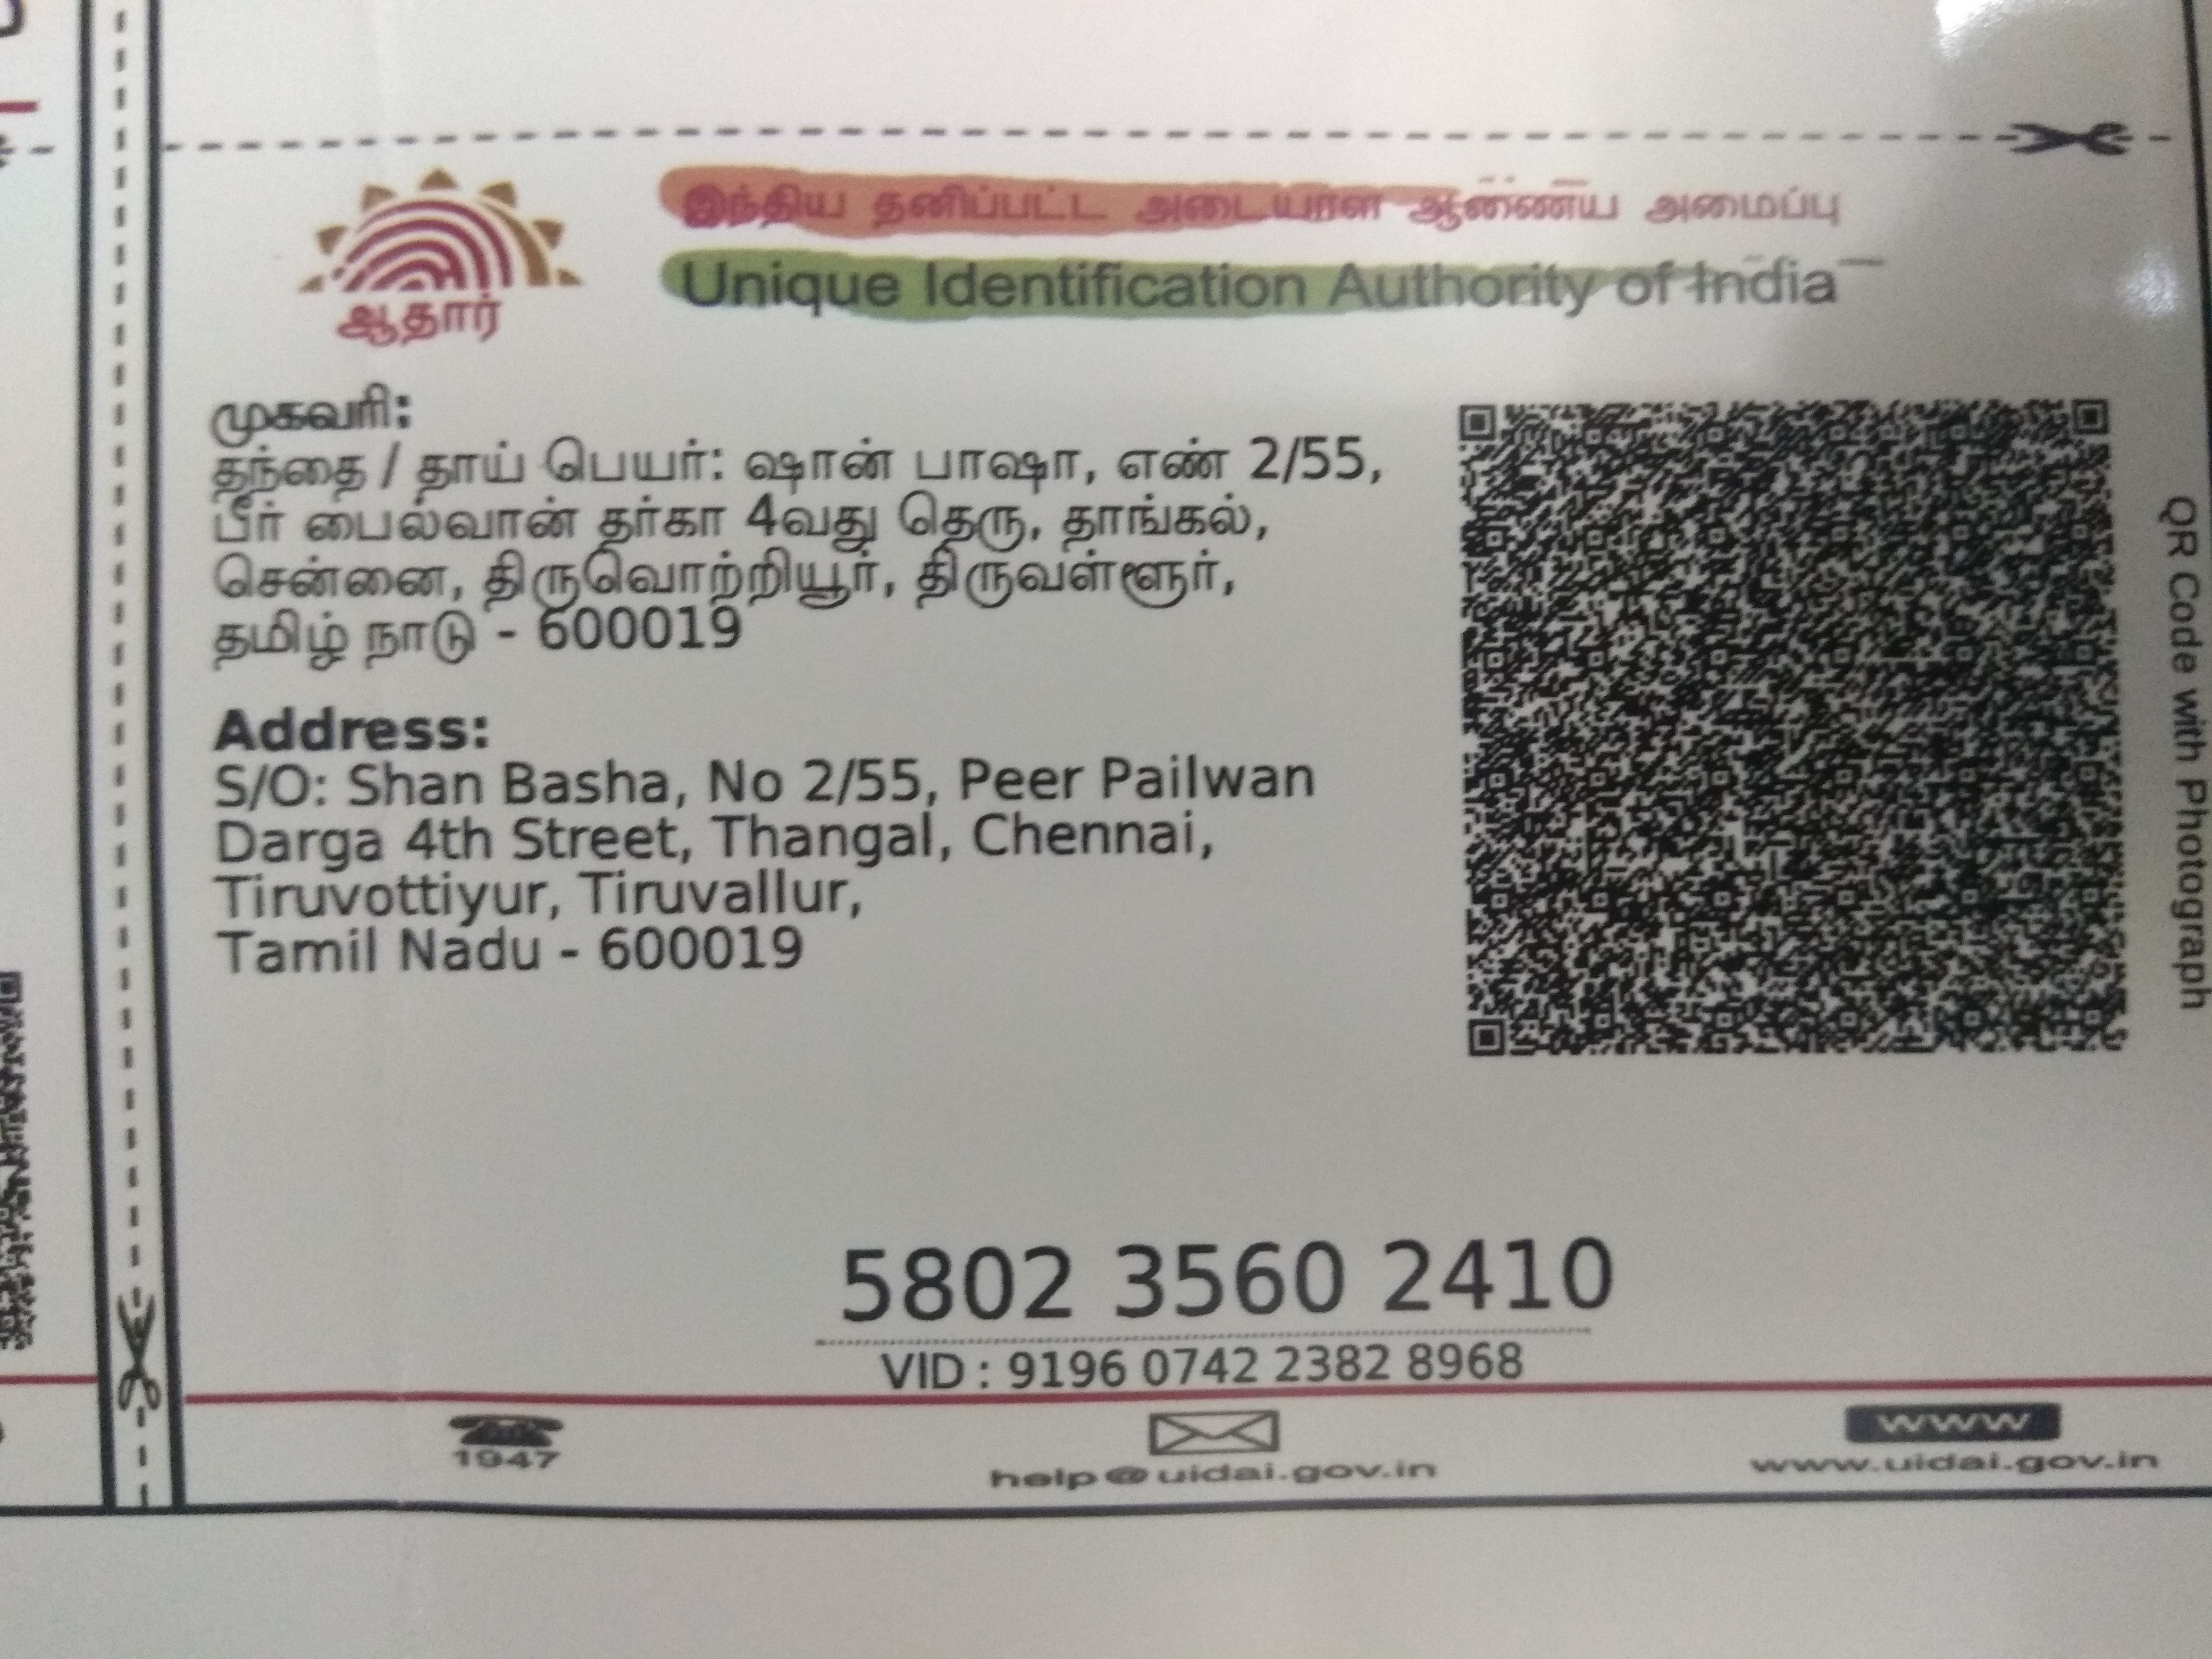 இந்திய தனிப்பட்ட அடையாள ஆணைய அமைப்பு
Unique Identification Authority of India
ஆதார்
முகவரி:
தந்தை / தாய் பெயர்: ஷான் பாஷா, எண் 2/55,
பீர் பைல்வான் தர்கா 4வது தெரு, தாங்கல்,
சென்னை, திருவொற்றியூர், திருவள்ளூர்,
தமிழ் நாடு - 600019
Address:
S/O: Shan Basha, No 2/55, Peer Pailwan
Darga 4th Street, Thangal, Chennai,
Tiruvottiyur, Tiruvallur,
Tamil Nadu - 600019
QR Code with Photograph
5802 3560 2410
VID : 9196 0742 2382 8968
1947
help@uidai.gov.in
www
www.uidai.gov.in